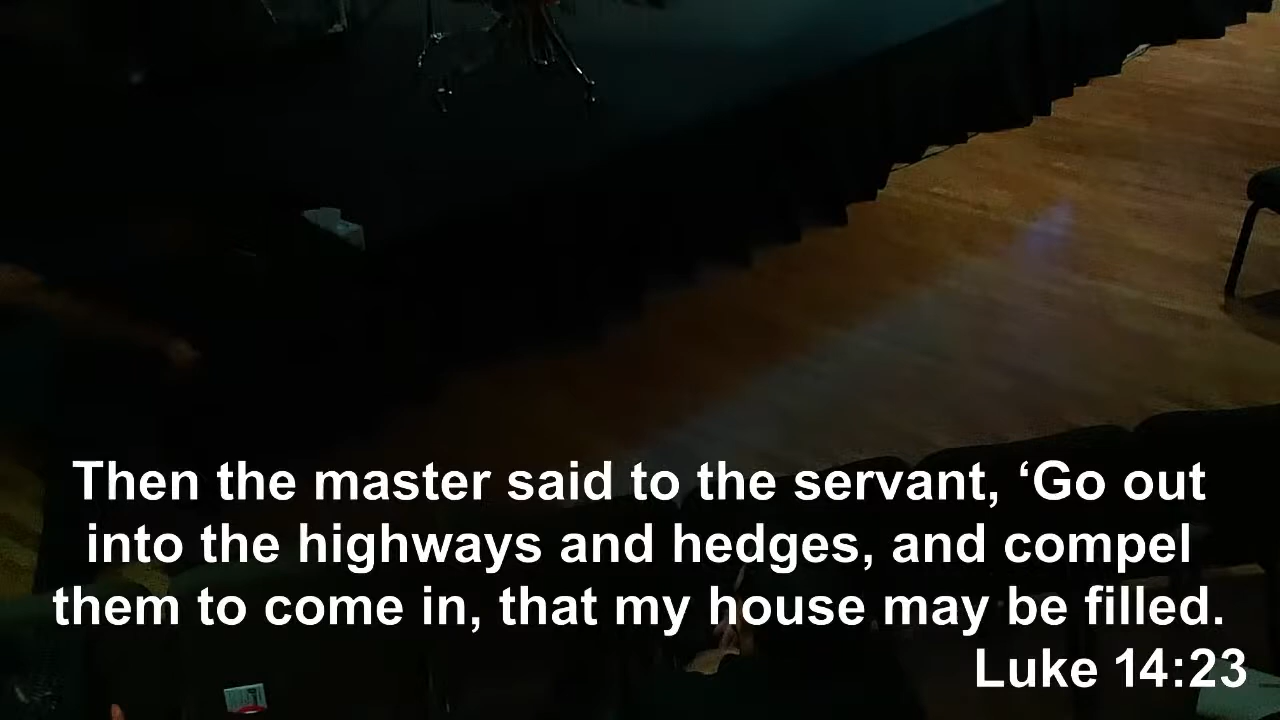 Then the master said to the servant, ‘Go out
into the highways and hedges, and compel
them to come in, that my house may be filled.
Luke 14:23